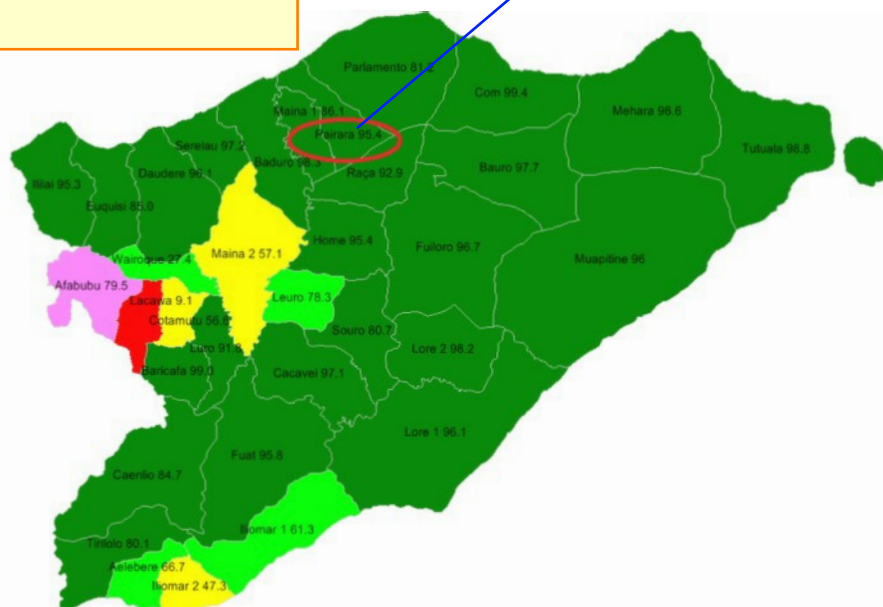 Parlamento 81.2
Com 99.4
Mehara 96.6
Maina 1 86.1
Pairara 95.4
Serelau 97.2
Tutuala 98.8
Baduro 98.3
Bauro 97.7
Daudere 96.1
Raça 92.9
Ililai 95.3
Euquisi 85.0
Home 95.4
Fuiloro 96.7
Maina 2 57.1
Wairoque 27.4
Muapitine 96
Afabubu 79.5
Leuro 78.3
Lacawa 9.1
Cotamutu 56.6
Souro 80.7
Luro 91.8
Lore 2 98.2
Baricafa 99.0
Cacavei 97.1
Lore 1 96.1
Fuat 95.8
Caenlio 84.7
Iliomar 1 61.3
Tirilolo 80.1
Aelebere 66.7
Iliomar 2 47.3